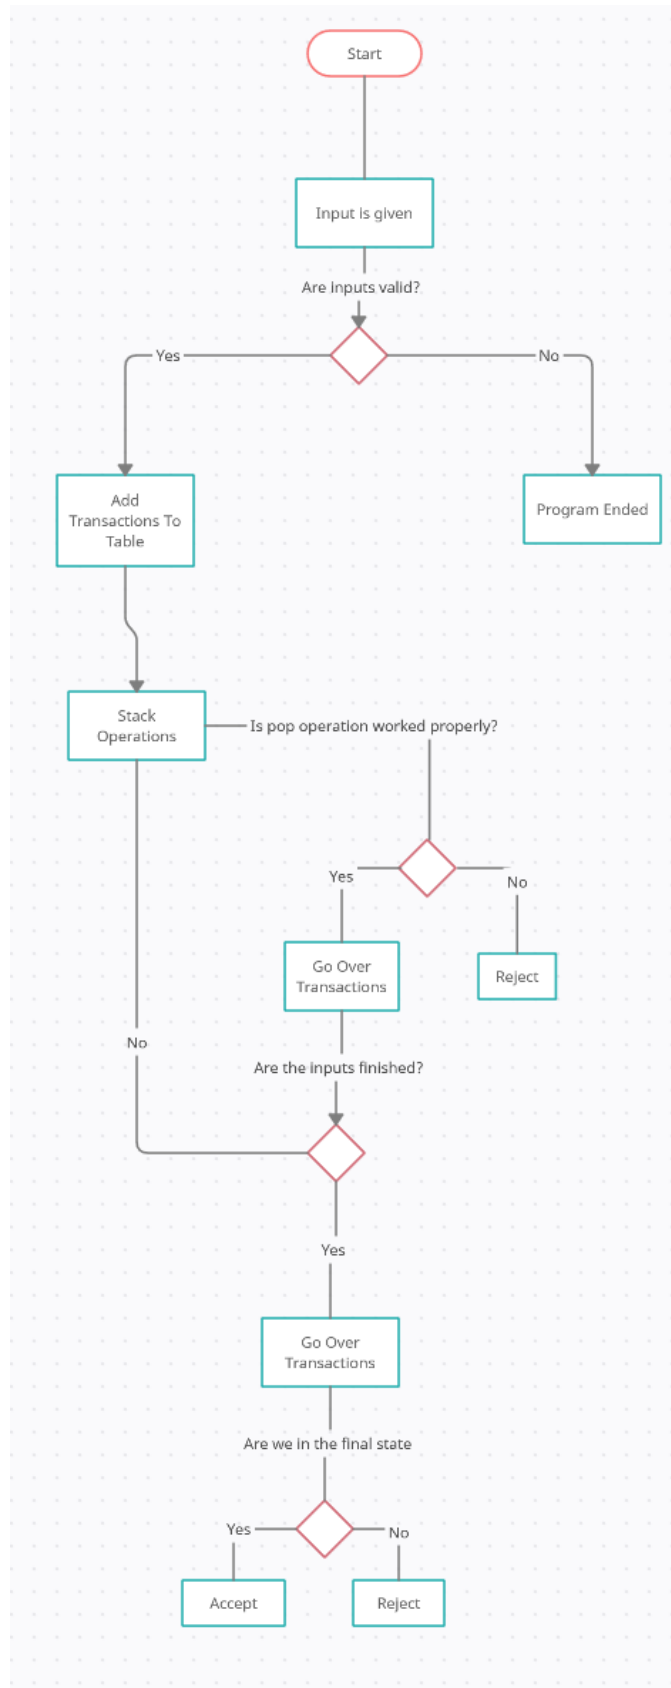 Start
Input is given
Are inputs valid?
Yes
No
Add
Transactions To
Table
Program Ended
Stack
Operations
Is pop operation worked properly?
Yes
No
Go Over
Transactions
Reject
No
Are the inputs finished?
Yes
Go Over
Transactions
Are we in the final state
Yes
No
Accept
Reject